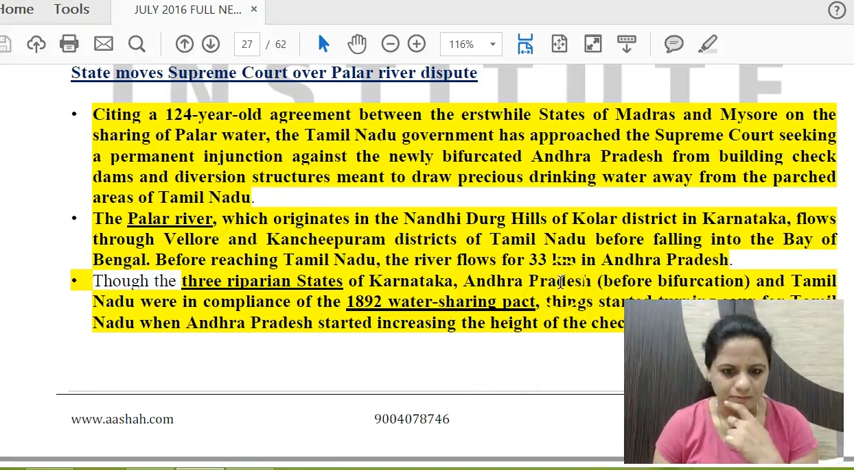 Home Tools JULY 2016 FULL NE... ×
27 / 62 116%
INSTITUTE
State moves Supreme Court over Palar river dispute
• Citing a 124-year-old agreement between the erstwhile States of Madras and Mysore on the
sharing of Palar water, the Tamil Nadu government has approached the Supreme Court seeking
a permanent injunction against the newly bifurcated Andhra Pradesh from building check
dams and diversion structures meant to draw precious drinking water away from the parched
areas of Tamil Nadu.
• The Palar river, which originates in the Nandhi Durg Hills of Kolar district in Karnataka, flows
through Vellore and Kancheepuram districts of Tamil Nadu before falling into the Bay of
Bengal. Before reaching Tamil Nadu, the river flows for 33 km in Andhra Pradesh.
• Though the three riparian States of Karnataka, Andhra Pradesh (before bifurcation) and Tamil
Nadu were in compliance of the 1892 water-sharing pact, things started turning for Tamil
Nadu when Andhra Pradesh started increasing the height of the
www.aashah.com 9004078746